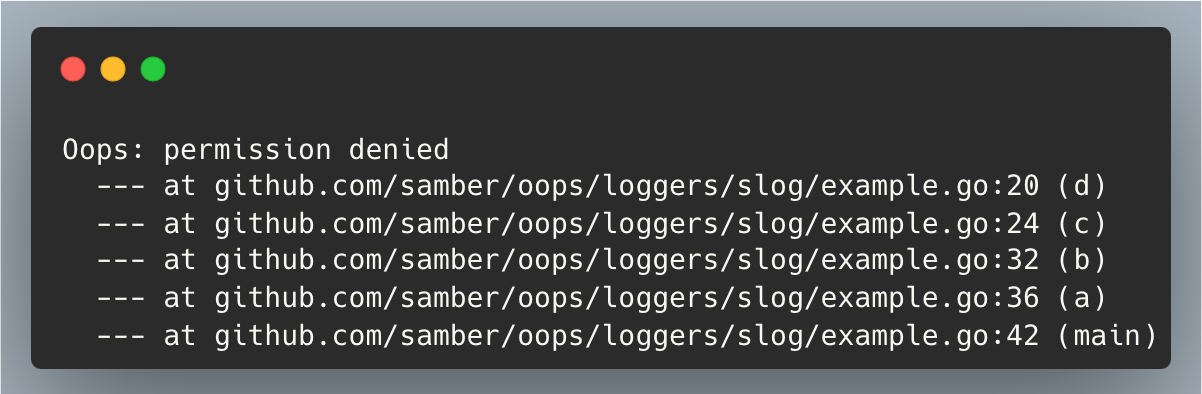 Oops: permission denied
  --- at github.com/samber/oops/loggers/slog/example.go:20 (d)
  --- at github.com/samber/oops/loggers/slog/example.go:24 (c)
  --- at github.com/samber/oops/loggers/slog/example.go:32 (b)
  --- at github.com/samber/oops/loggers/slog/example.go:36 (a)
  --- at github.com/samber/oops/loggers/slog/example.go:42 (main)